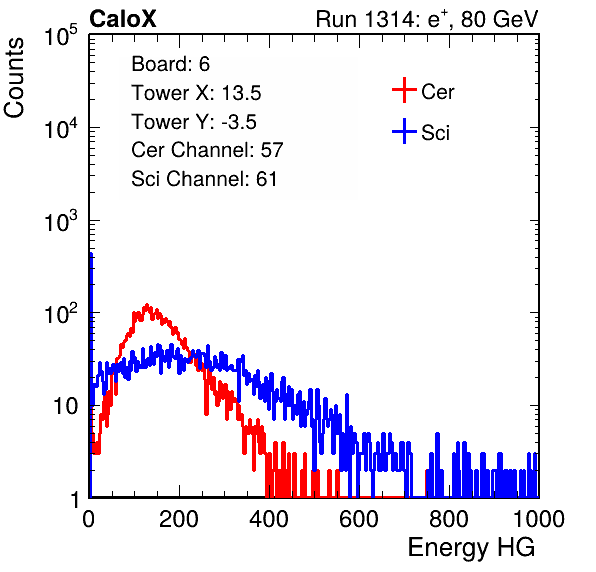 CaloX Run 1314: e⁺, 80 GeV
Counts
Board: 6
Tower X: 13.5
Tower Y: -3.5
Cer Channel: 57
Sci Channel: 61
Cer
Sci
10⁵
10⁴
10³
10²
10
1
0 200 400 600 800 1000
Energy HG